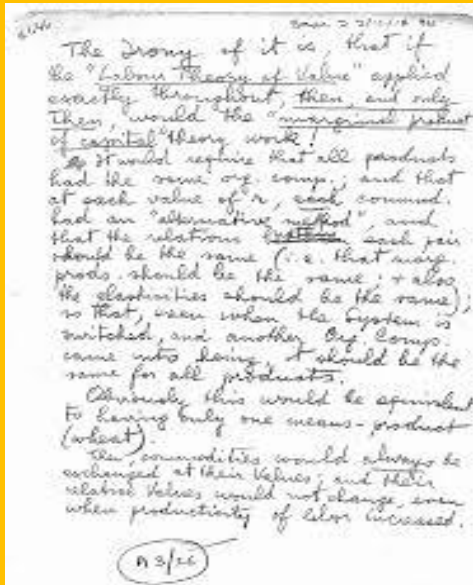 The Irony of it is, that if
the "Labour Theory of Value" applied
exactly throughout, then, and only
then, would the "marginal product
of capital" theory work!
It would require that all products
had the same org. comp., and that
at each value of r, each commod.
had an "alternative method", and
that the relations each pair
should be the same (i.e. that marg.
prods. should be the same; + also
the elasticities should be the same),
so that, even when the System is
switched, and another Org. Comp.
came into being, it should be the
same for all products.
Obviously this would be equivalent
to having only one means-product
(wheat).
Then, commodities would always be
exchanged at their Values; and their
relative Values would not change, even
when productivity of labor increased.